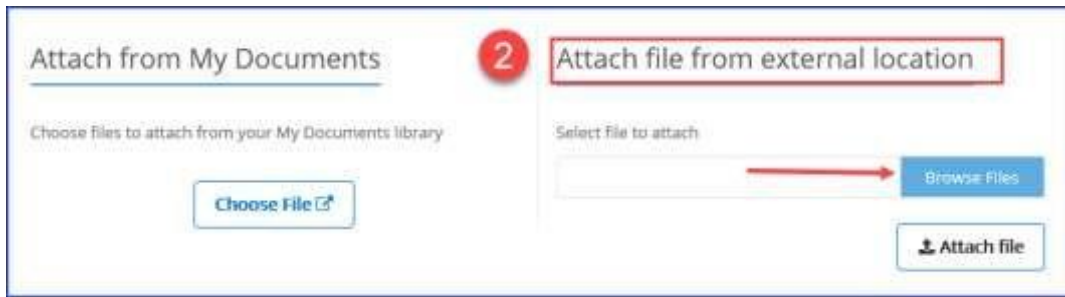 Attach from My Documents
Choose files to attach from your My Documents library
Choose File
2
Attach file from external location
Select file to attach
Browse Files
Attach file